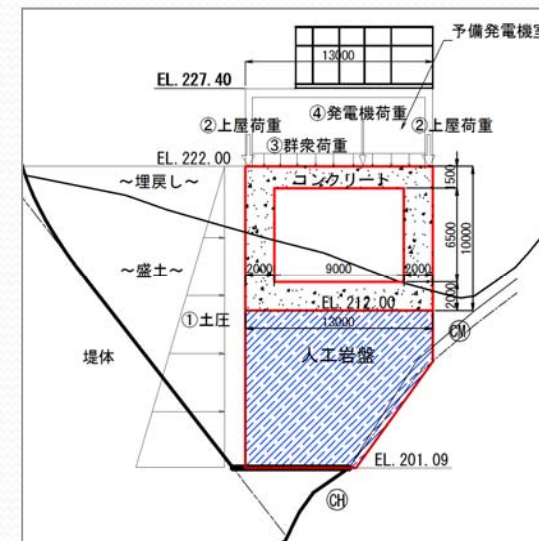 予備発電機室
13000
EL. 227.40
④発電機荷重
②上屋荷重
②上屋荷重
③群衆荷重
EL. 222.00
～埋戻し～
コンクリート
1500
6500
10000
～盛土～
2000
9000
2000
2000
EL. 212.00
①土圧
13000
CM
堤体
人工岩盤
EL. 201.09
CH